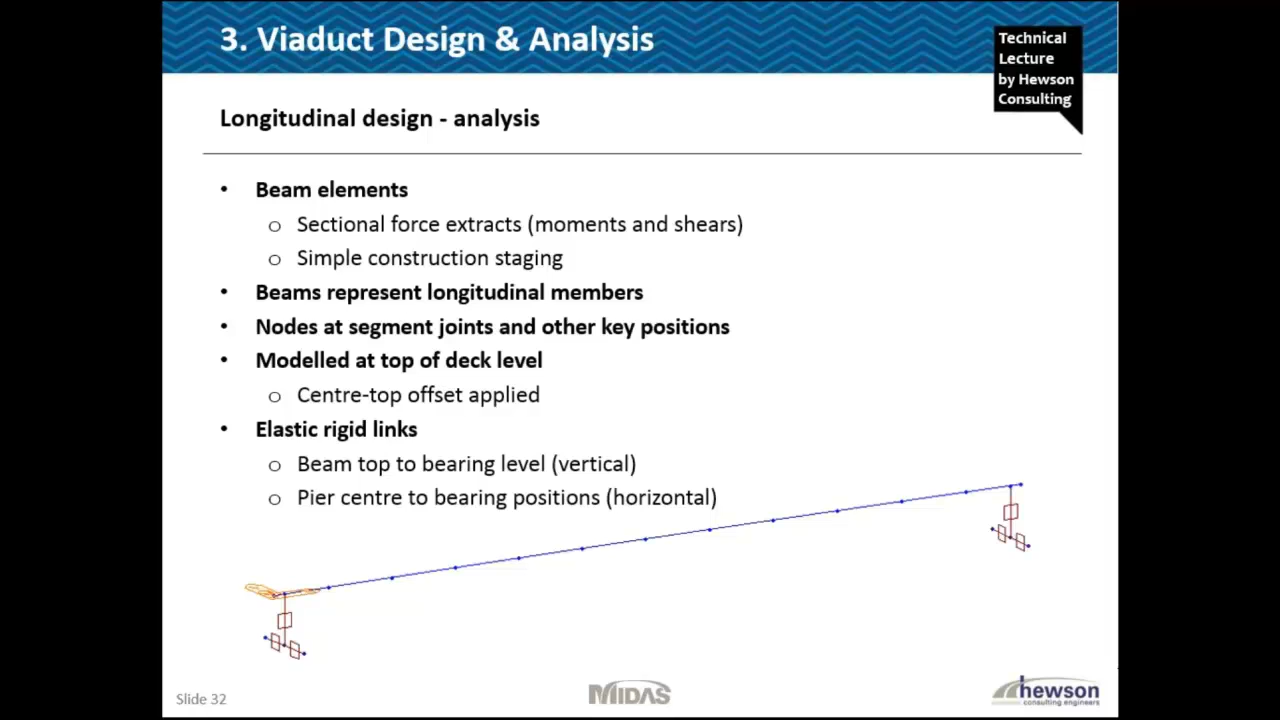 3. Viaduct Design & Analysis
Technical
Lecture
by Hewson
Consulting
Longitudinal design - analysis
• Beam elements
o Sectional force extracts (moments and shears)
o Simple construction staging
• Beams represent longitudinal members
• Nodes at segment joints and other key positions
• Modelled at top of deck level
o Centre-top offset applied
• Elastic rigid links
o Beam top to bearing level (vertical)
o Pier centre to bearing positions (horizontal)
Slide 32
MIDAS
hewson
consulting engineers